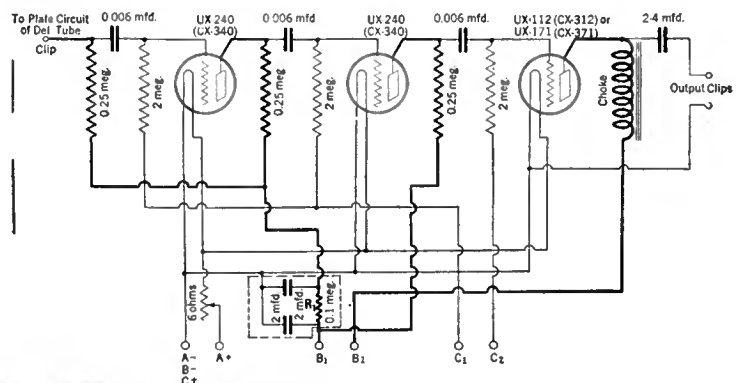 To Plate Circuit
of Det Tube
Clip
0 006 mfd.
UX 240
(CX-340)
0.006 mfd.
UX 240
(CX-340)
0.006 mfd.
UX-112 (CX-312) or
UX-171 (CX-371)
2-4 mfd.
0.25 meg.
2 meg.
0.25 meg.
2 meg.
0.25 meg.
2 meg.
Choke
Output Clips
6 ohms
2 mfd
2 mfd.
R₁
0.1 meg.
A-
B-
C+
A+
B₁
B₁
C₁
C₂